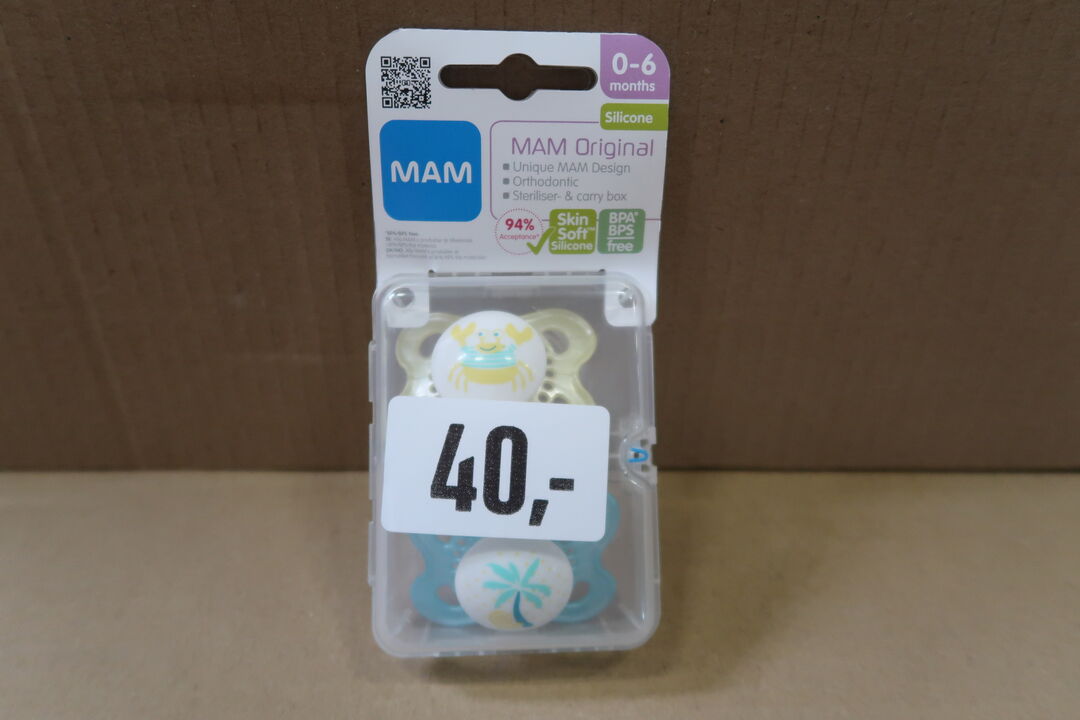 0-6
months
Silicone
MAM
MAM Original
Unique MAM Design
Orthodontic
Steriliser- & carry box
94%
Acceptance*
Skin
Soft™
Silicone
BPA*
BPS
free
40,-